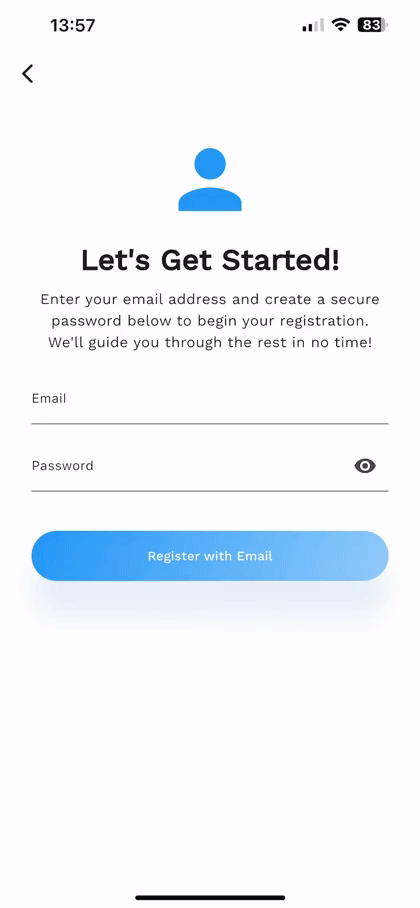 13:57
83
Let's Get Started!
Enter your email address and create a secure
password below to begin your registration.
We'll guide you through the rest in no time!
Email
Password
Register with Email